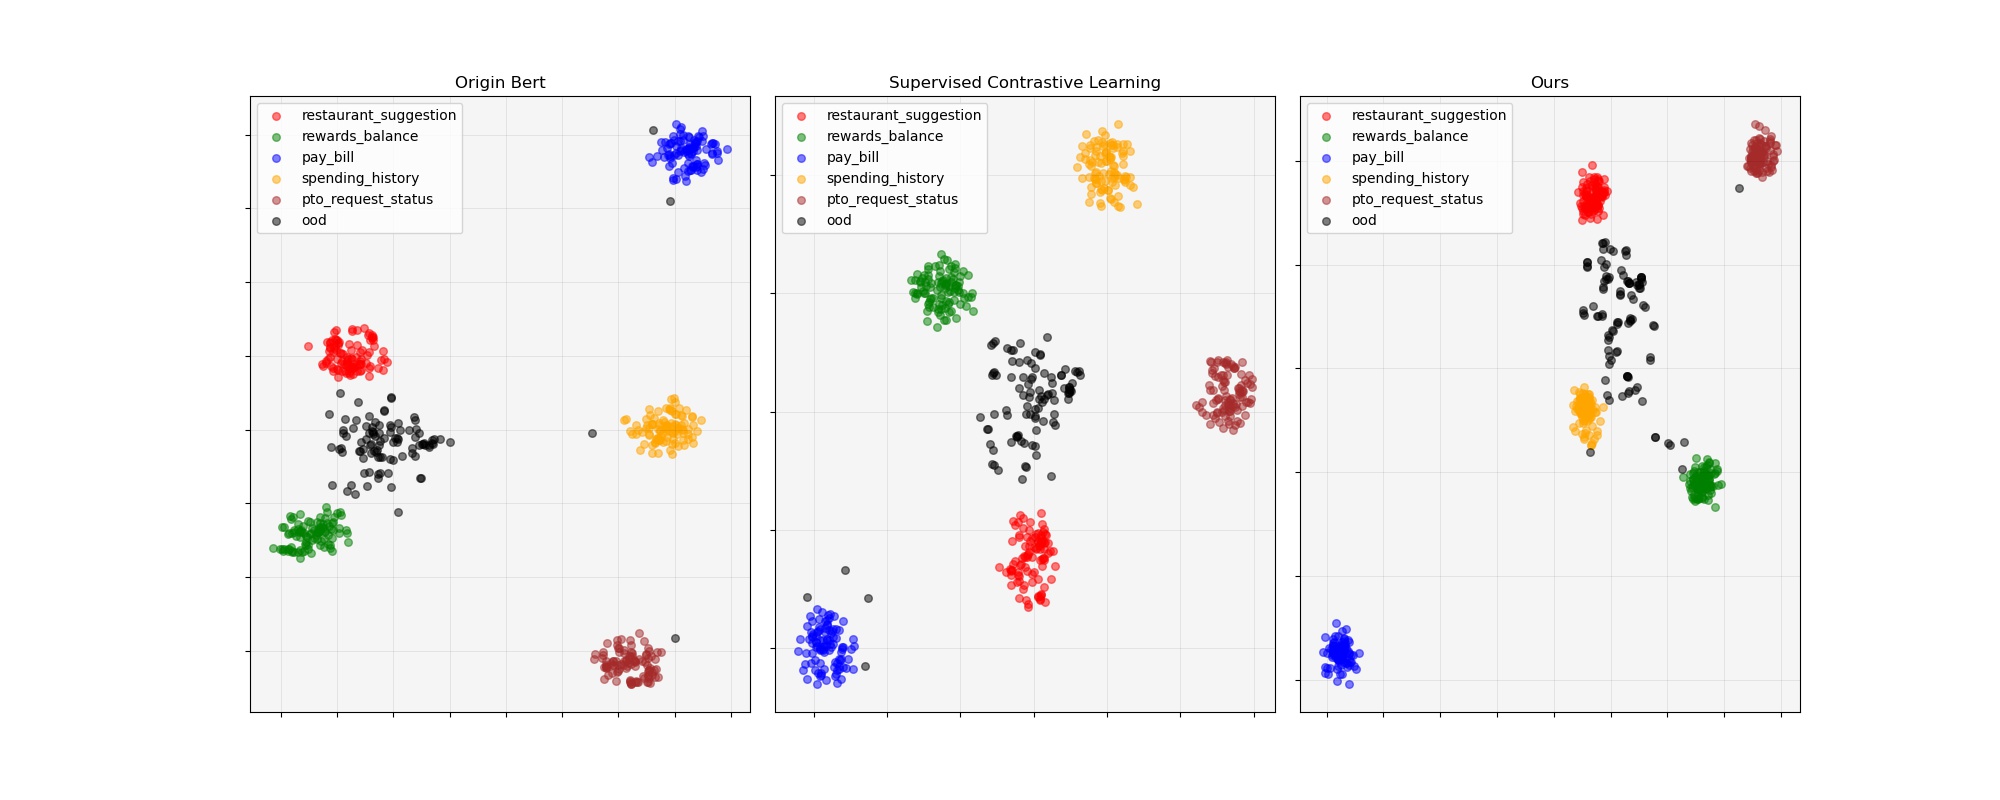 Origin Bert
restaurant_suggestion
rewards_balance
pay_bill
spending_history
pto_request_status
ood
Supervised Contrastive Learning
restaurant_suggestion
rewards_balance
pay_bill
spending_history
pto_request_status
ood
Ours
restaurant_suggestion
rewards_balance
pay_bill
spending_history
pto_request_status
ood